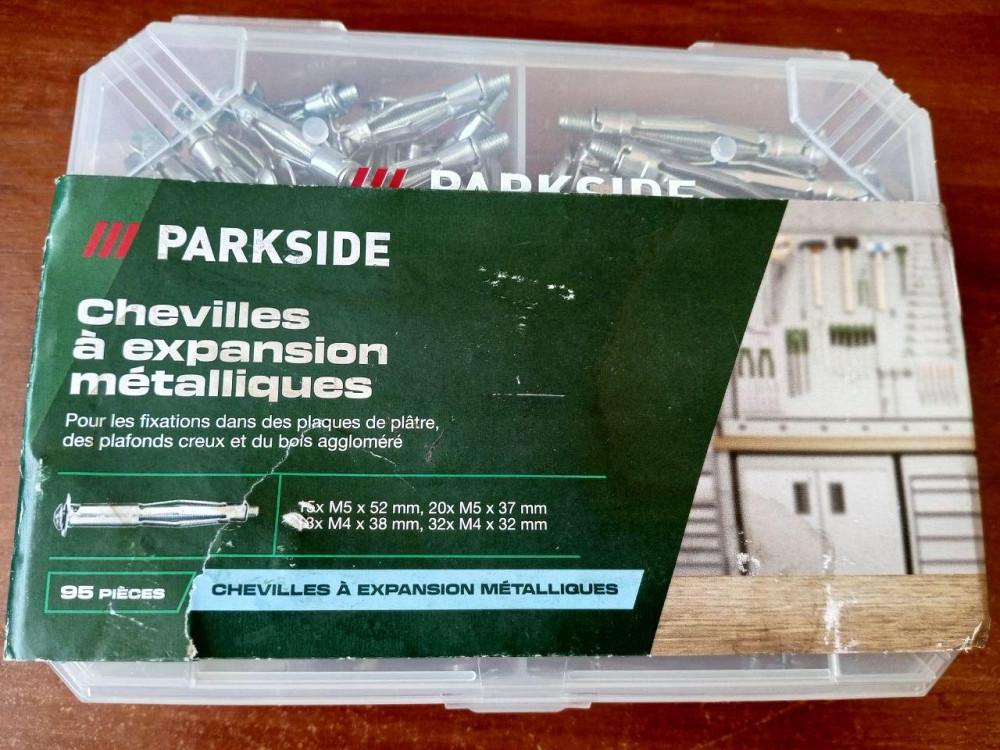 PARKSIDE
PARKSIDE
Chevilles
à expansion
métalliques
Pour les fixations dans des plaques de plâtre,
des plafonds creux et du bois aggloméré
15x M5 x 52 mm, 20x M5 x 37 mm
M4 x 38 mm, 32x M4 x 32 mm
95 PIÈCES
CHEVILLES À EXPANSION MÉTALLIQUES